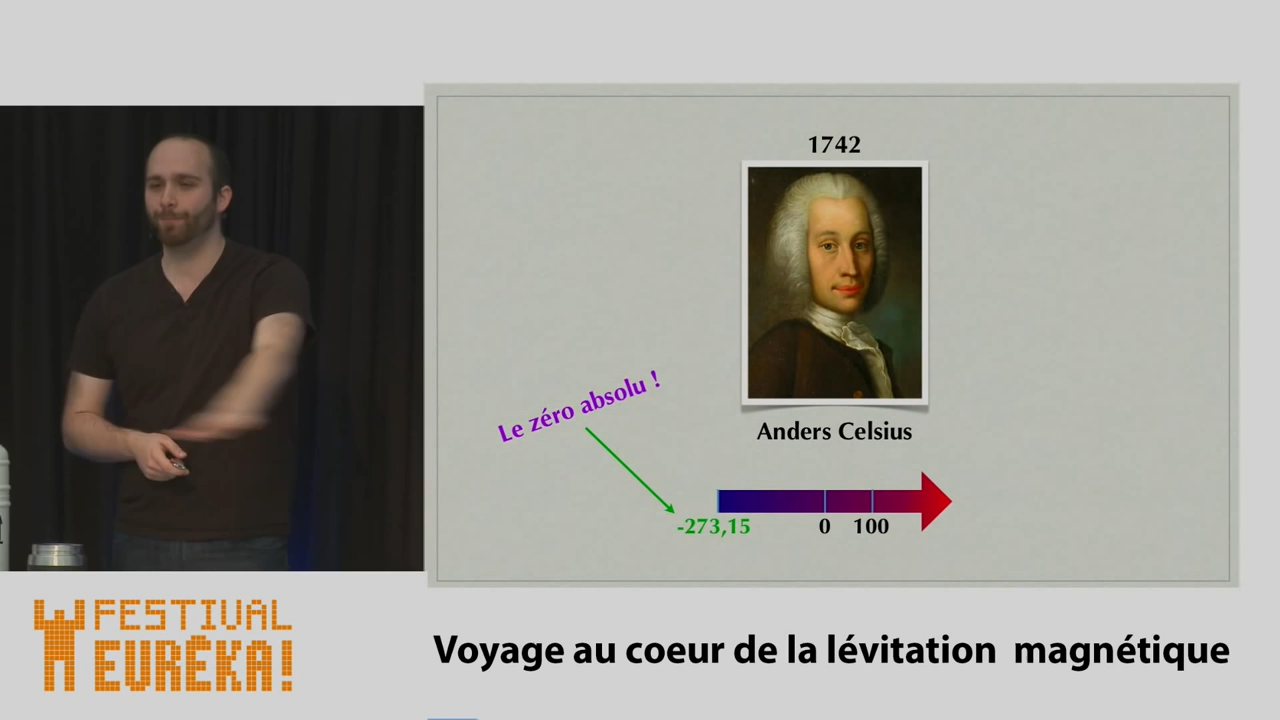 1742
Anders Celsius
Le zéro absolu !
-273,15
0
100
FESTIVAL
EURÊKA!
Voyage au coeur de la lévitation magnétique